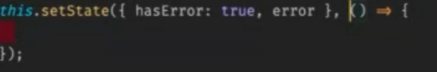 this.setState({ hasError: true, error }, () => {
});